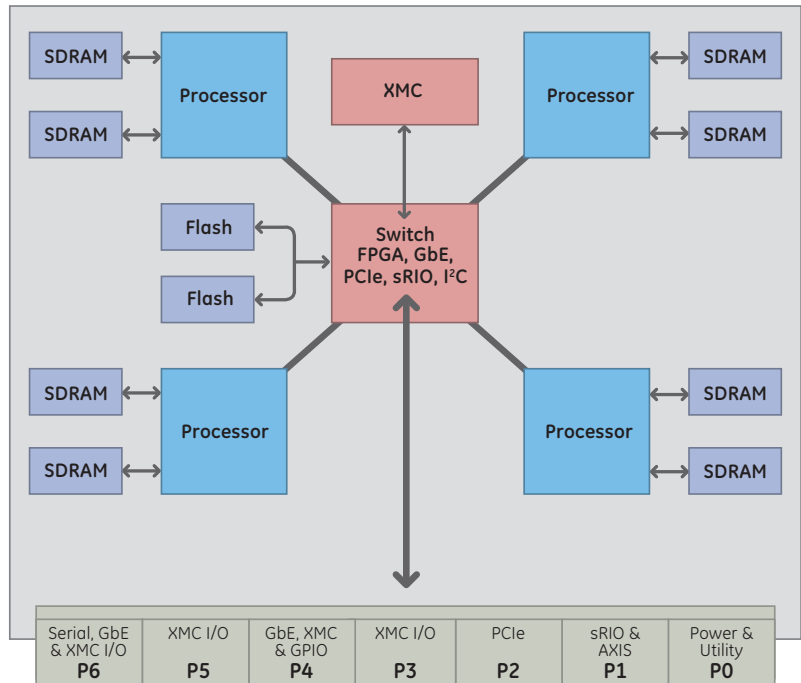 SDRAM
SDRAM
Processor
XMC
Processor
SDRAM
SDRAM
Flash
Flash
Switch
FPGA, GbE,
PCIe, sRIO, I²C
SDRAM
SDRAM
Processor
Processor
SDRAM
SDRAM
Serial, GbE
& XMC I/O
P6
XMC I/O
P5
GbE, XMC
& GPIO
P4
XMC I/O
P3
PCIe
P2
sRIO &
AXIS
P1
Power &
Utility
P0